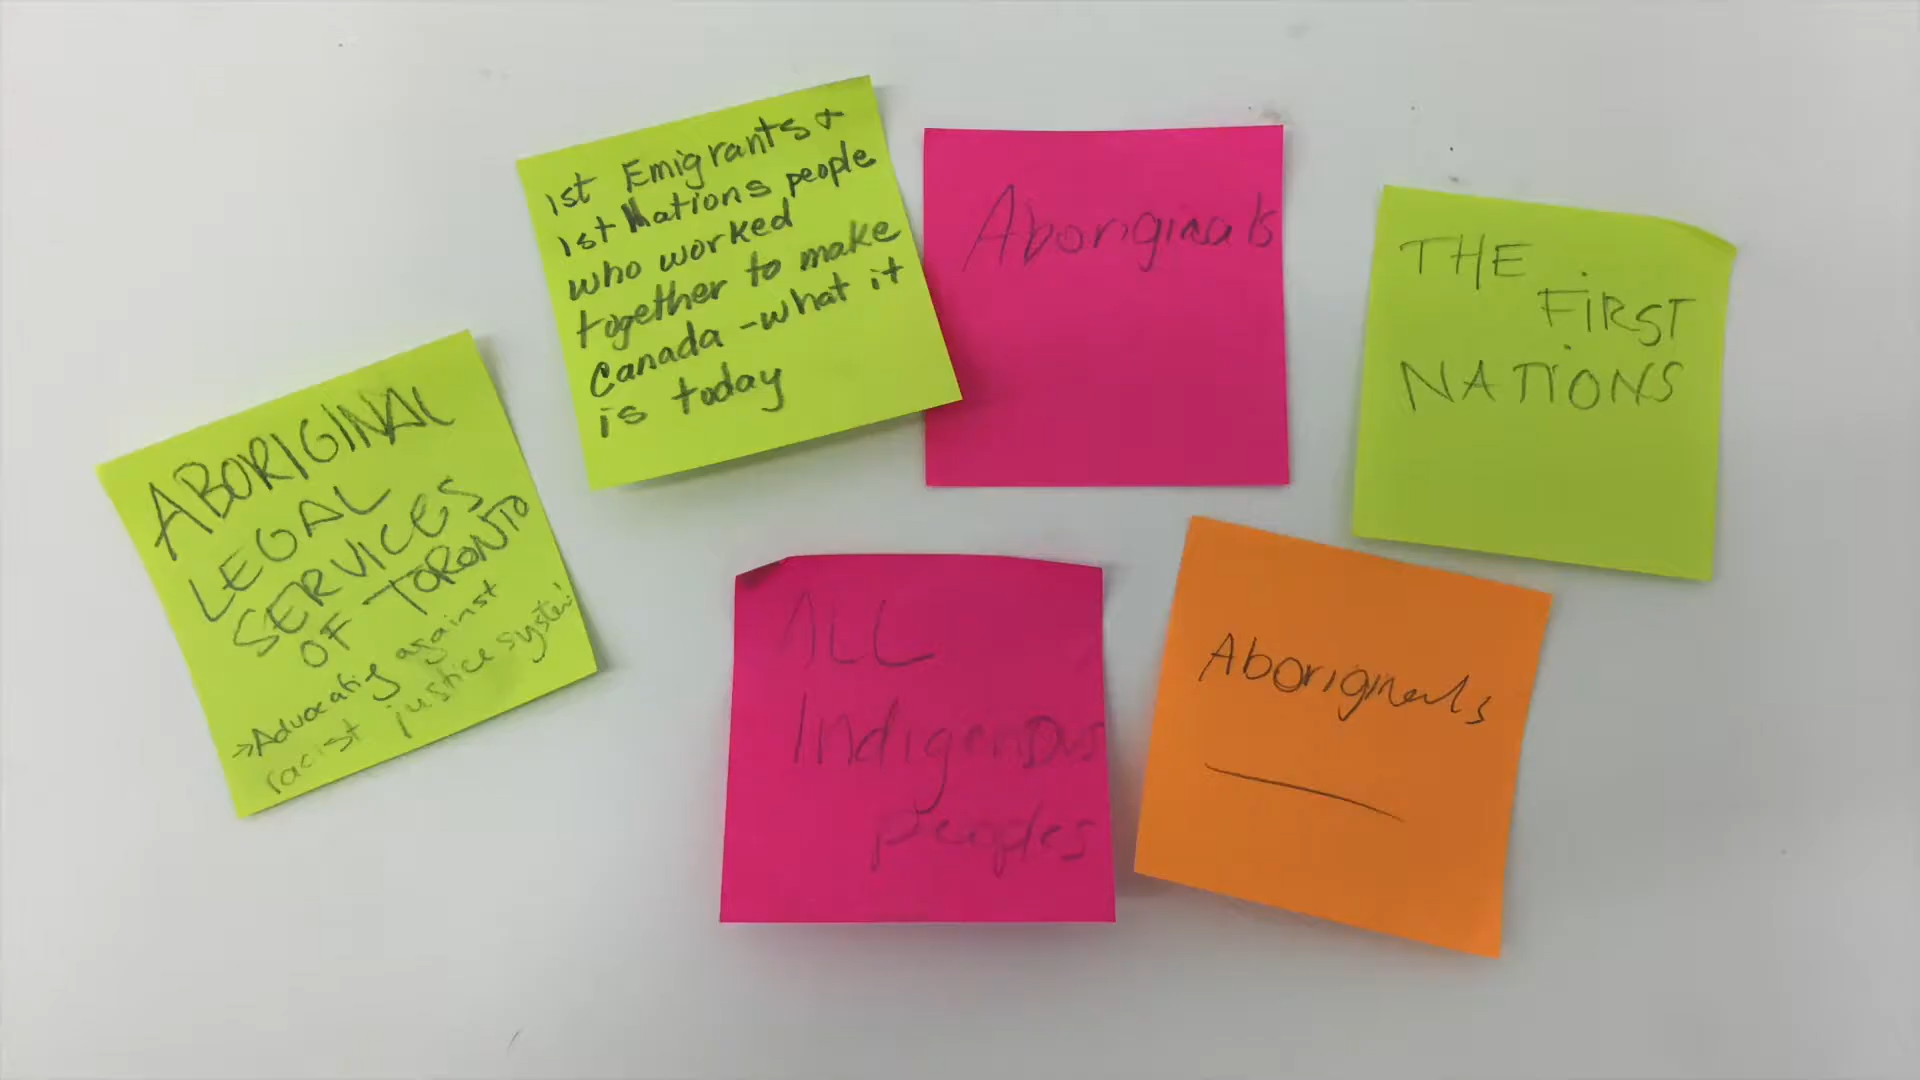 ABORIGINAL
LEGAL
SERVICES
OF TORONTO
→Advocating against
racist justice system!
1st Emigrants &
1st Nations people
who worked
together to make
Canada - what it
is today
Aboriginals
THE
FIRST
NATIONS
ALL
Indigenous
peoples
Aboriginals